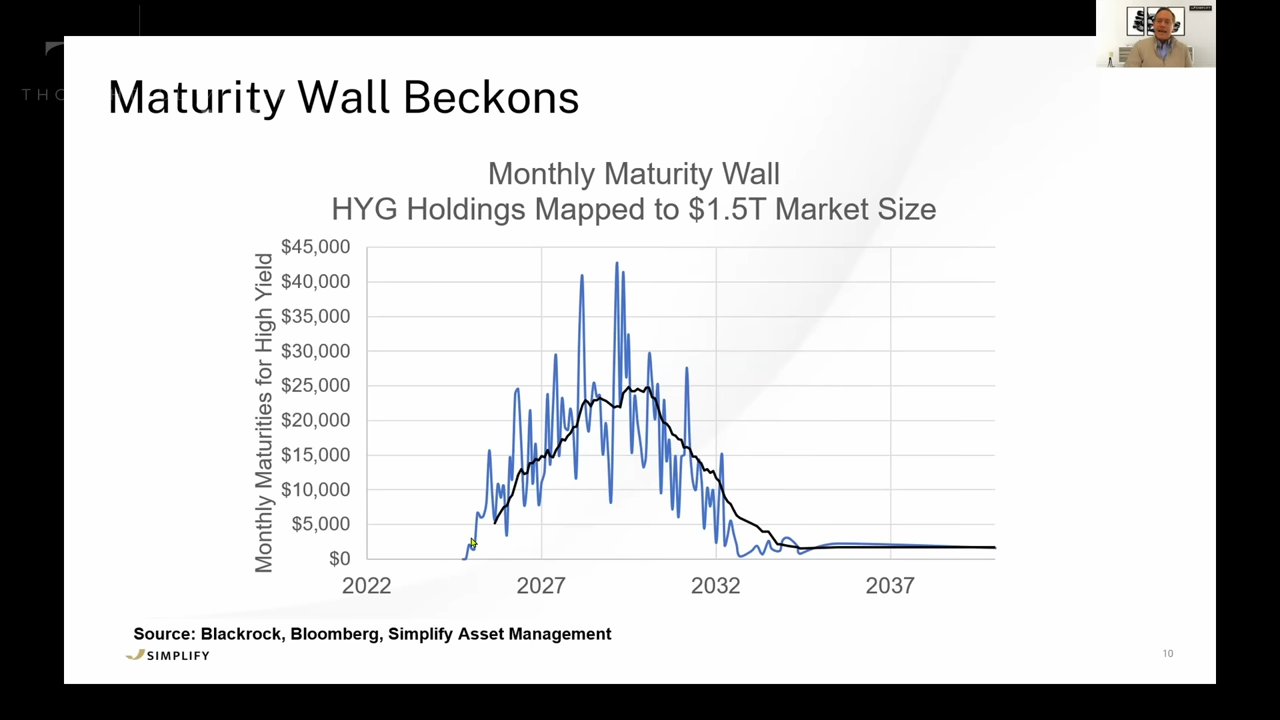 THO
Maturity Wall Beckons
Monthly Maturity Wall
HYG Holdings Mapped to $1.5T Market Size
Monthly Maturities for High Yield
$45,000
$40,000
$35,000
$30,000
$25,000
$20,000
$15,000
$10,000
$5,000
$0
2022 2027 2032 2037
Source: Blackrock, Bloomberg, Simplify Asset Management
SIMPLIFY
10